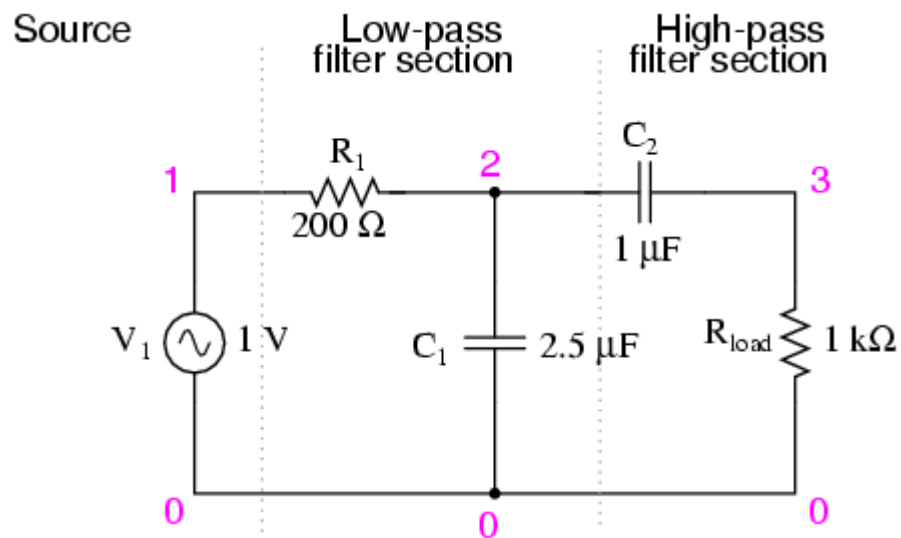 Source
Low-pass
filter section
High-pass
filter section
1
R₁
200 Ω
2
C₂
1 μF
3
V₁
1 V
C₁
2.5 μF
Rload
1 kΩ
0
0
0